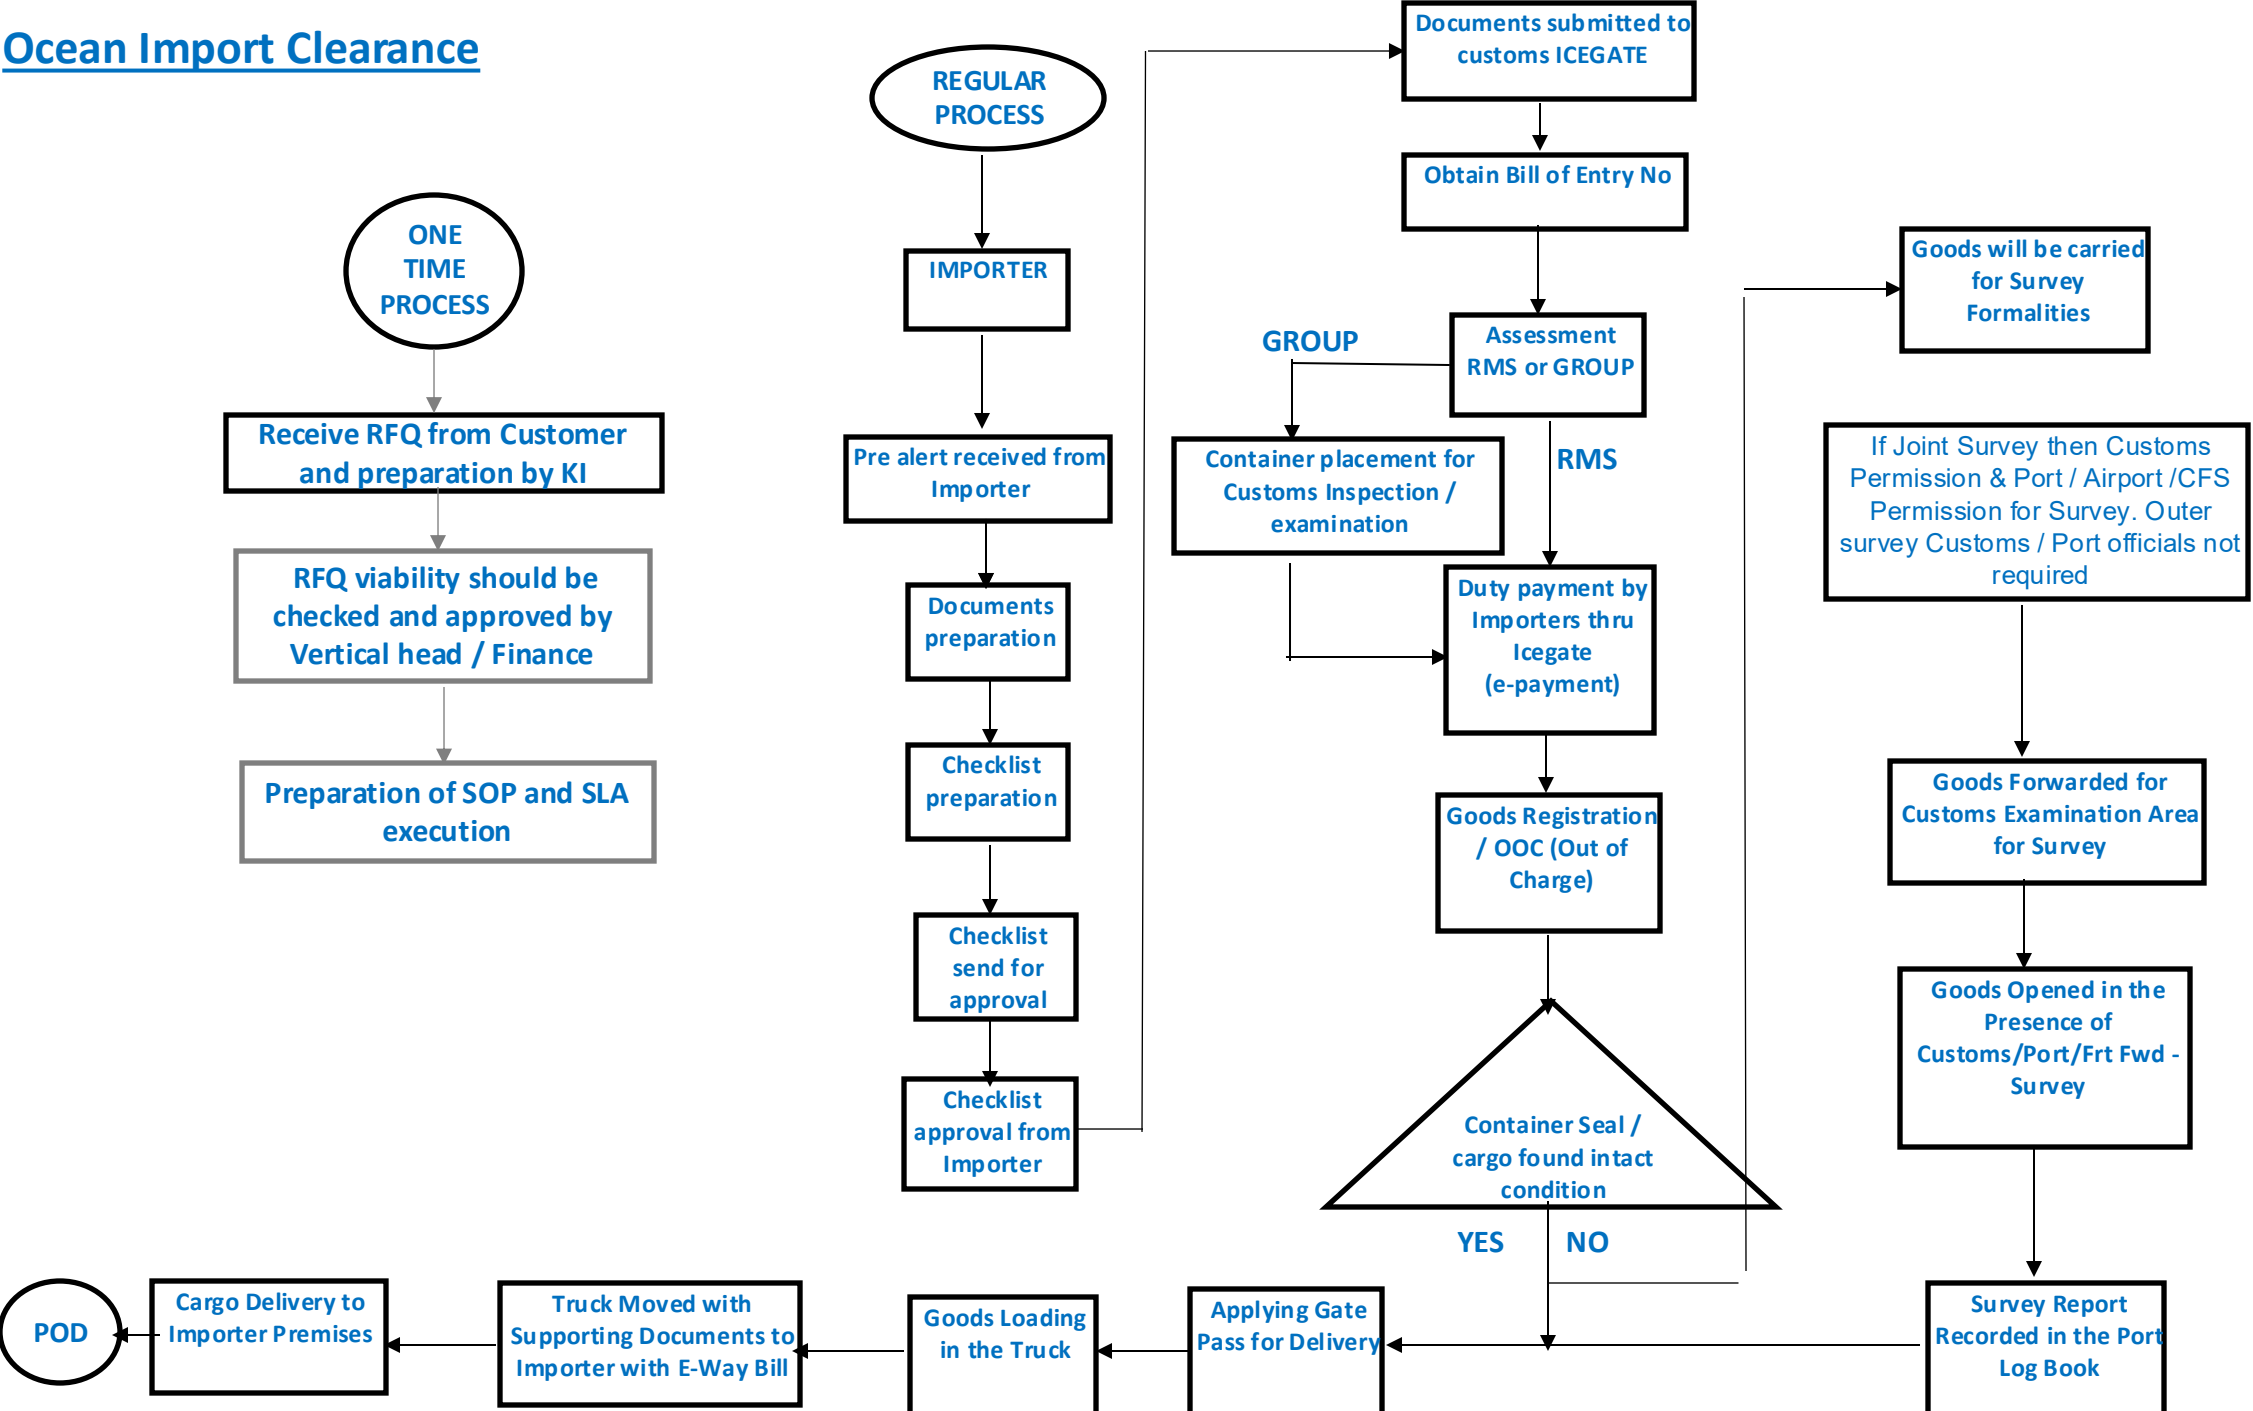 Ocean Import Clearance
ONE
TIME
PROCESS
Receive RFQ from Customer
and preparation by KI
RFQ viability should be
checked and approved by
Vertical head / Finance
Preparation of SOP and SLA
execution
REGULAR
PROCESS
IMPORTER
Pre alert received from
Importer
Documents
preparation
Checklist
preparation
Checklist
send for
approval
Checklist
approval from
Importer
Documents submitted to
customs ICEGATE
Obtain Bill of Entry No
Assessment
RMS or GROUP
GROUP
RMS
Container placement for
Customs Inspection /
examination
Duty payment by
Importers thru
Icegate
(e-payment)
Goods Registration
/ OOC (Out of
Charge)
Container Seal /
cargo found intact
condition
YES
NO
Goods will be carried
for Survey
Formalities
If Joint Survey then Customs
Permission & Port / Airport /CFS
Permission for Survey. Outer
survey Customs / Port officials not
required
Goods Forwarded for
Customs Examination Area
for Survey
Goods Opened in the
Presence of
Customs/Port/Frt Fwd -
Survey
Survey Report
Recorded in the Port
Log Book
Applying Gate
Pass for Delivery
Goods Loading
in the Truck
Truck Moved with
Supporting Documents to
Importer with E-Way Bill
Cargo Delivery to
Importer Premises
POD